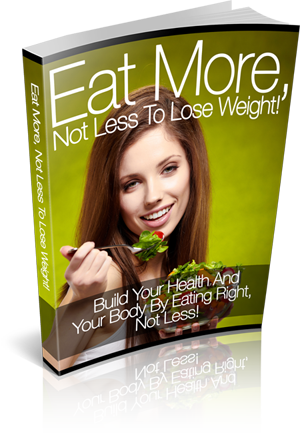 Eat More,
Not Less To Lose Weight!
Build Your Health And
Your Body By Eating Right,
Not Less!
Eat More, Not Less To Lose Weight!